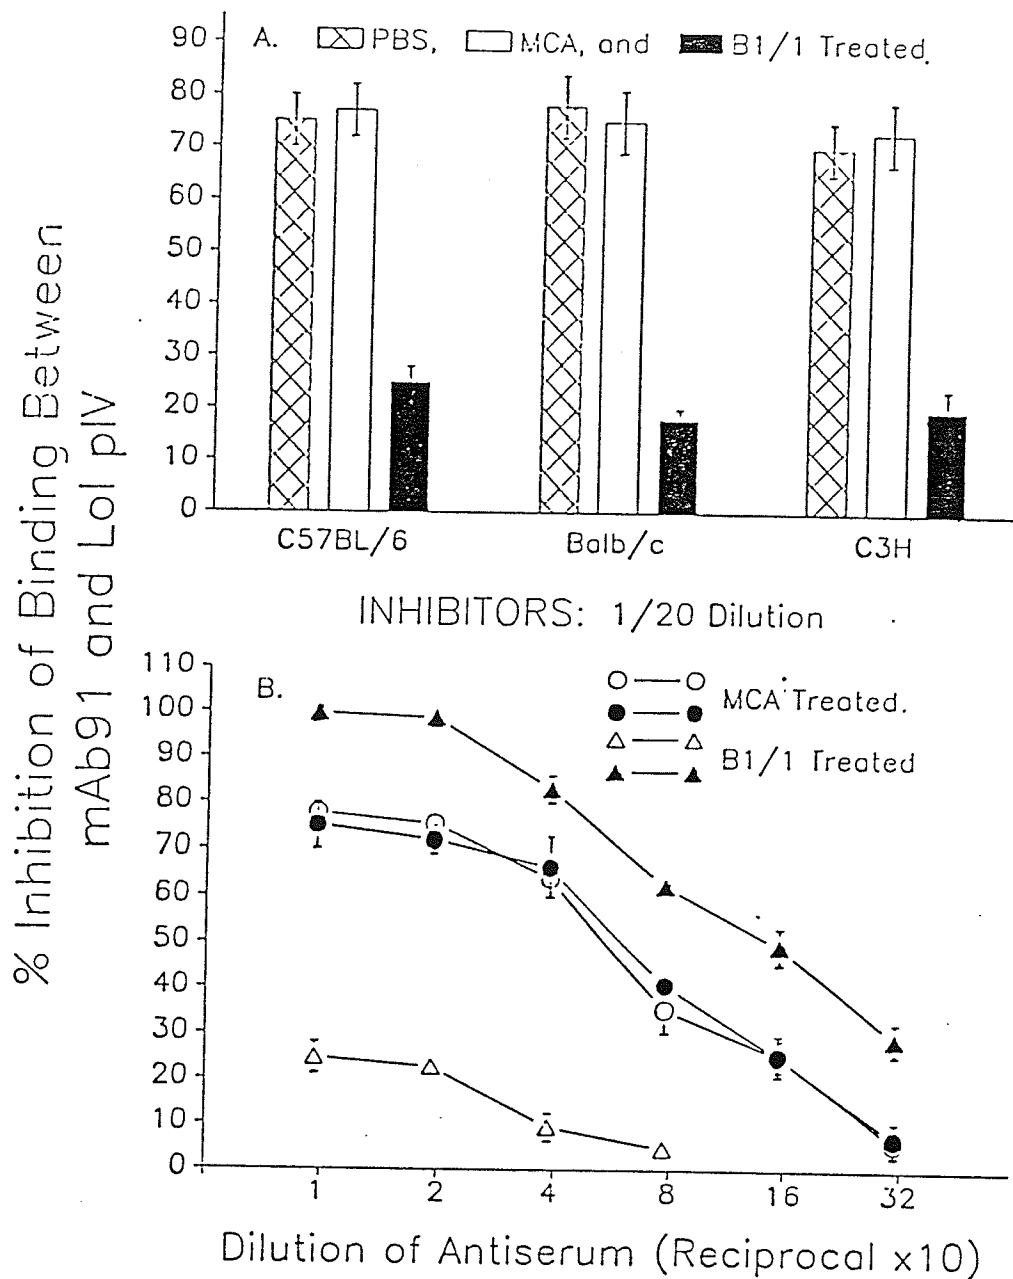 % Inhibition of Binding Between
mAb91 and Lol pIV
A. PBS, MCA, and B1/1 Treated.
90
80
70
60
50
40
30
20
10
0
C57BL/6 Balb/c C3H
INHIBITORS: 1/20 Dilution
B.
MCA Treated.
B1/1 Treated
110
100
90
80
70
60
50
40
30
20
10
0
1 2 4 8 16 32
Dilution of Antiserum (Reciprocal x10)